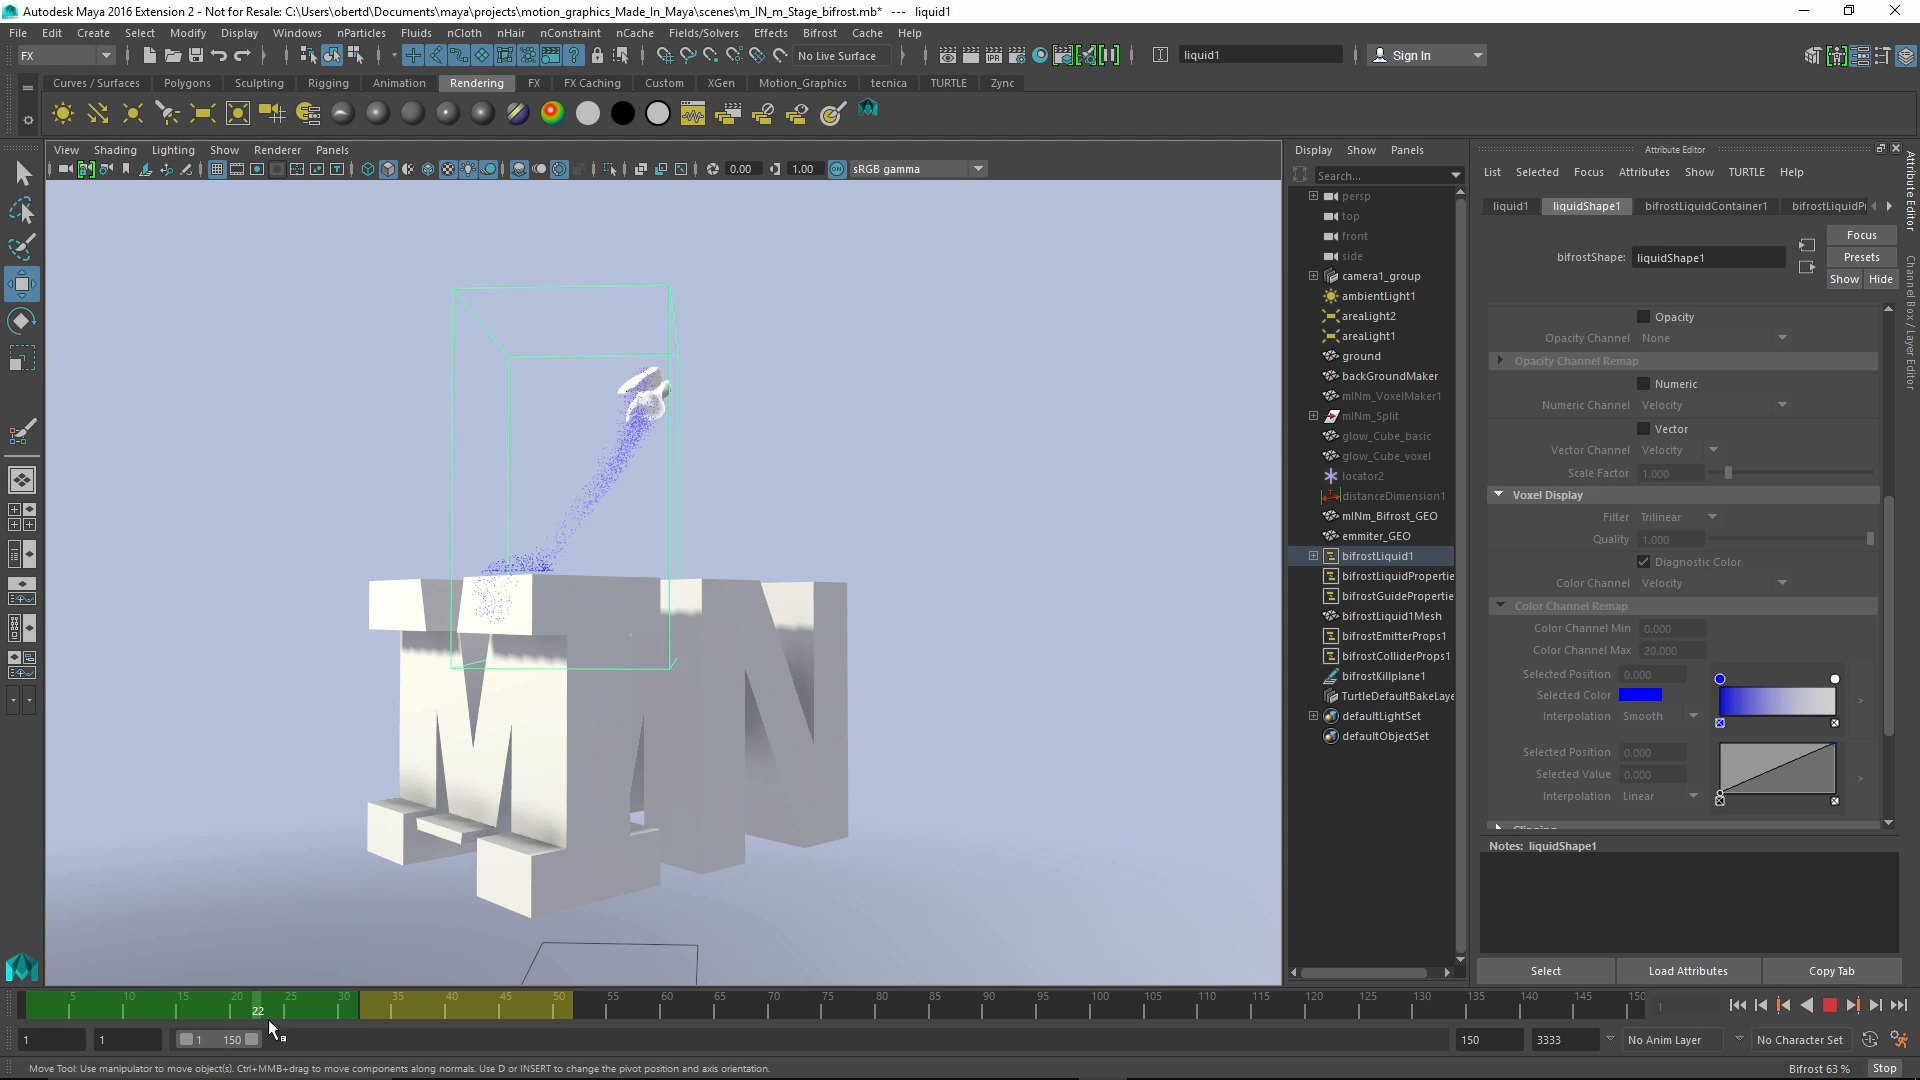 Autodesk Maya 2016 Extension 2 - Not for Resale: C:\Users\obertd\Documents\maya\projects\motion_graphics_Made_In_Maya\scenes\m_IN_m_Stage_bifrost.mb* --- liquid1
File Edit Create Select Modify Display Windows nParticles Fluids nCloth nHair nConstraint nCache Fields/Solvers Effects Bifrost Cache Help
FX No Live Surface liquid1 Sign In
Curves / Surfaces Polygons Sculpting Rigging Animation Rendering FX FX Caching Custom XGen Motion_Graphics tecnica TURTLE Zync
View Shading Lighting Show Renderer Panels
0.00 1.00 sRGB gamma
Display Show Panels
Search...
persp
top
front
side
camera1_group
ambientLight1
areaLight2
areaLight1
ground
backGroundMaker
mINm_VoxelMaker1
mINm_Split
glow_Cube_basic
glow_Cube_voxel
locator2
distanceDimension1
mINm_Bifrost_GEO
emmiter_GEO
bifrostLiquid1
bifrostLiquidPropertie
bifrostGuidePropertie
bifrostLiquid1Mesh
bifrostEmitterProps1
bifrostColliderProps1
bifrostKillplane1
TurtleDefaultBakeLaye
defaultLightSet
defaultObjectSet
Attribute Editor
List Selected Focus Attributes Show TURTLE Help
liquid1 liquidShape1 bifrostLiquidContainer1 bifrostLiquidPr
Focus
bifrostShape: liquidShape1
Presets
Show Hide
Opacity
Opacity Channel None
Opacity Channel Remap
Numeric
Numeric Channel Velocity
Vector
Vector Channel Velocity
Scale Factor 1.000
Voxel Display
Filter Trilinear
Quality 1.000
Diagnostic Color
Color Channel Velocity
Color Channel Remap
Color Channel Min 0.000
Color Channel Max 20.000
Selected Position 0.000
Selected Color
Interpolation Smooth
Selected Position 0.000
Selected Value 0.000
Interpolation Linear
Notes: liquidShape1
Select Load Attributes Copy Tab
Attribute Editor
Channel Box / Layer Editor
M N
5 10 15 20 25 30 35 40 45 50 55 60 65 70 75 80 85 90 95 100 105 110 115 120 125 130 135 140 145 150
22
1
1 1 1 150 150 3333 No Anim Layer No Character Set
Move Tool: Use manipulator to move object(s). Ctrl+MMB+drag to move components along normals. Use D or INSERT to change the pivot position and axis orientation.
Bifrost 63 % Stop